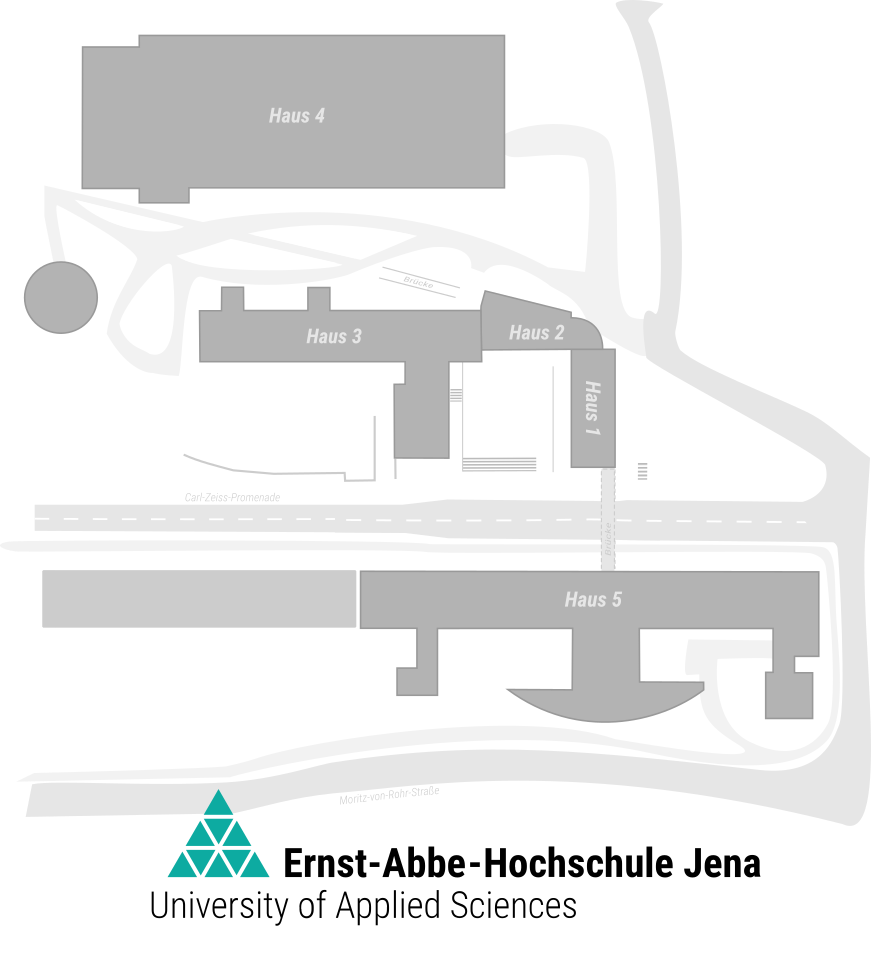 Haus 4
Brücke
Haus 3
Haus 2
Haus 1
Carl-Zeiss-Promenade
Brücke
Haus 5
Moritz-von-Rohr-Straße
Ernst-Abbe-Hochschule Jena
University of Applied Sciences